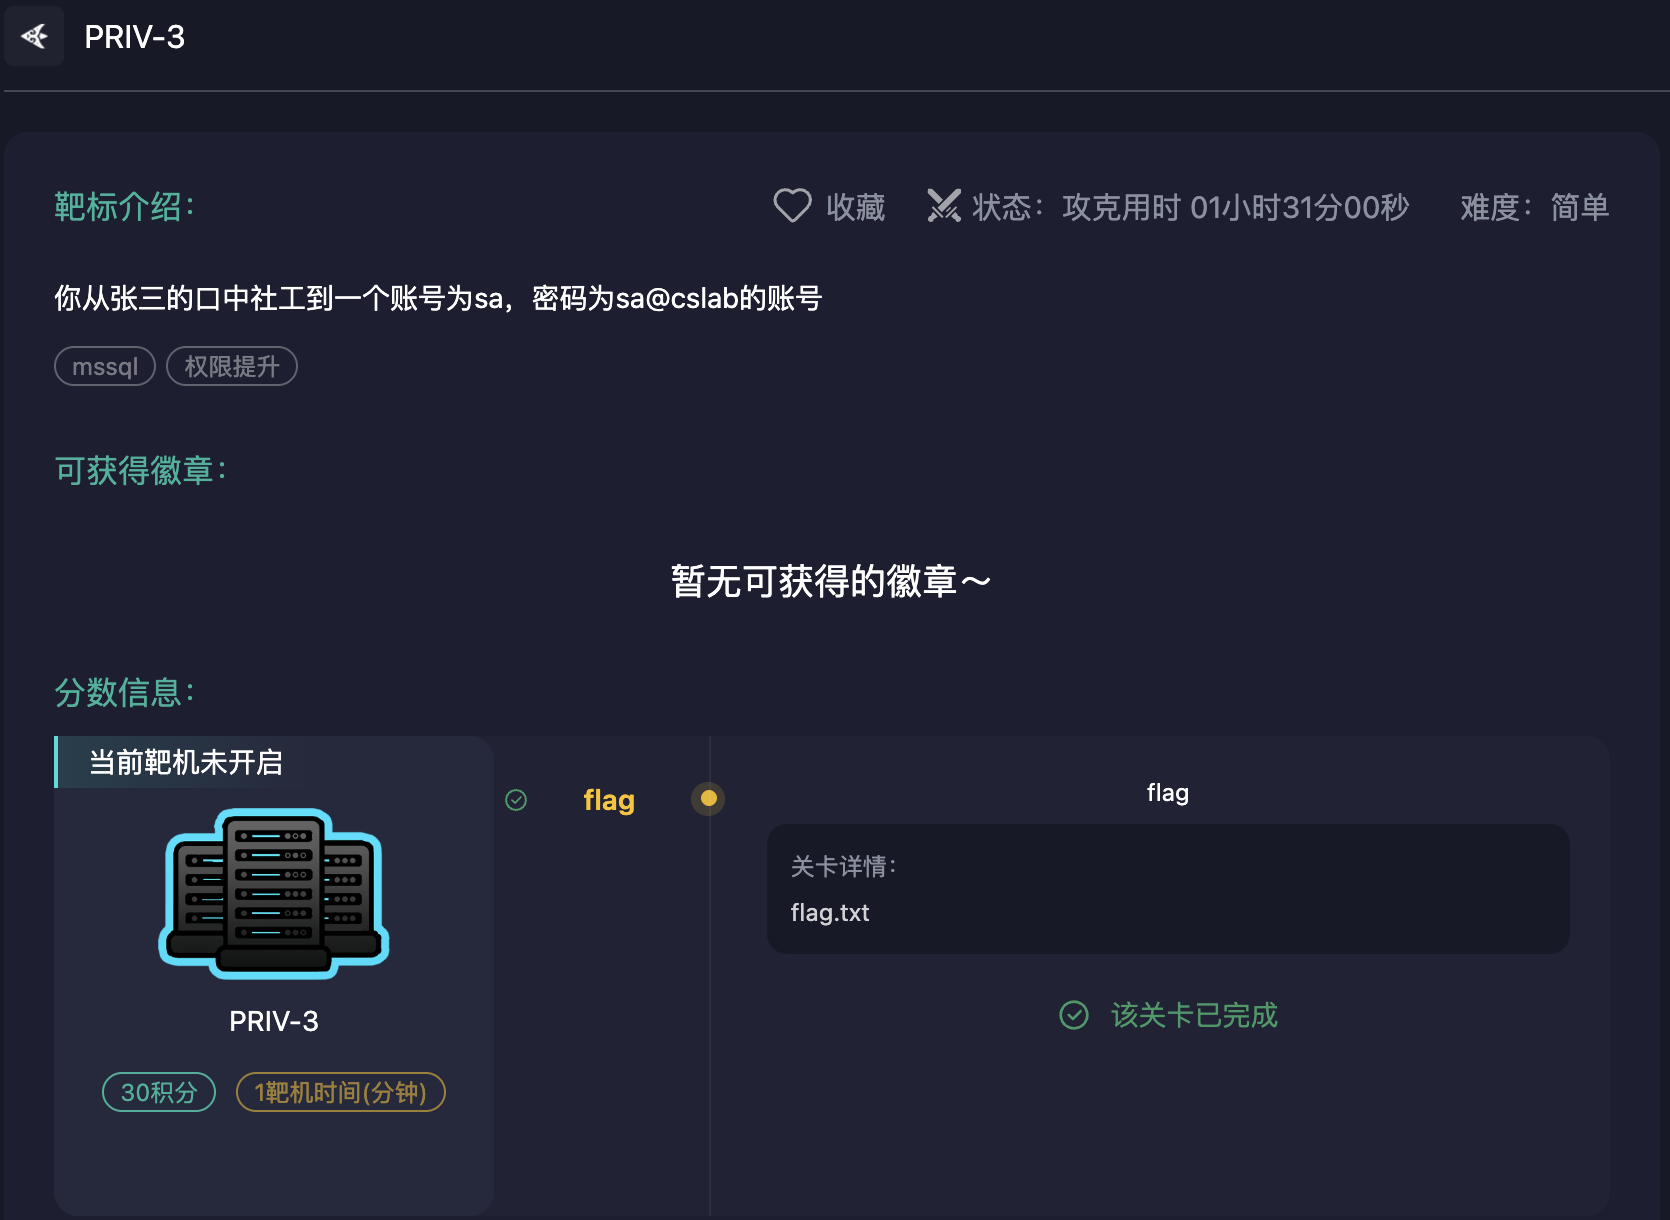 PRIV-3
靶标介绍：
收藏
状态：攻克用时 01小时31分00秒
难度：简单
你从张三的口中社工到一个账号为sa，密码为sa@cslab的账号
mssql
权限提升
可获得徽章：
暂无可获得的徽章～
分数信息：
当前靶机未开启
PRIV-3
30积分
1靶机时间(分钟)
flag
flag
关卡详情：
flag.txt
该关卡已完成